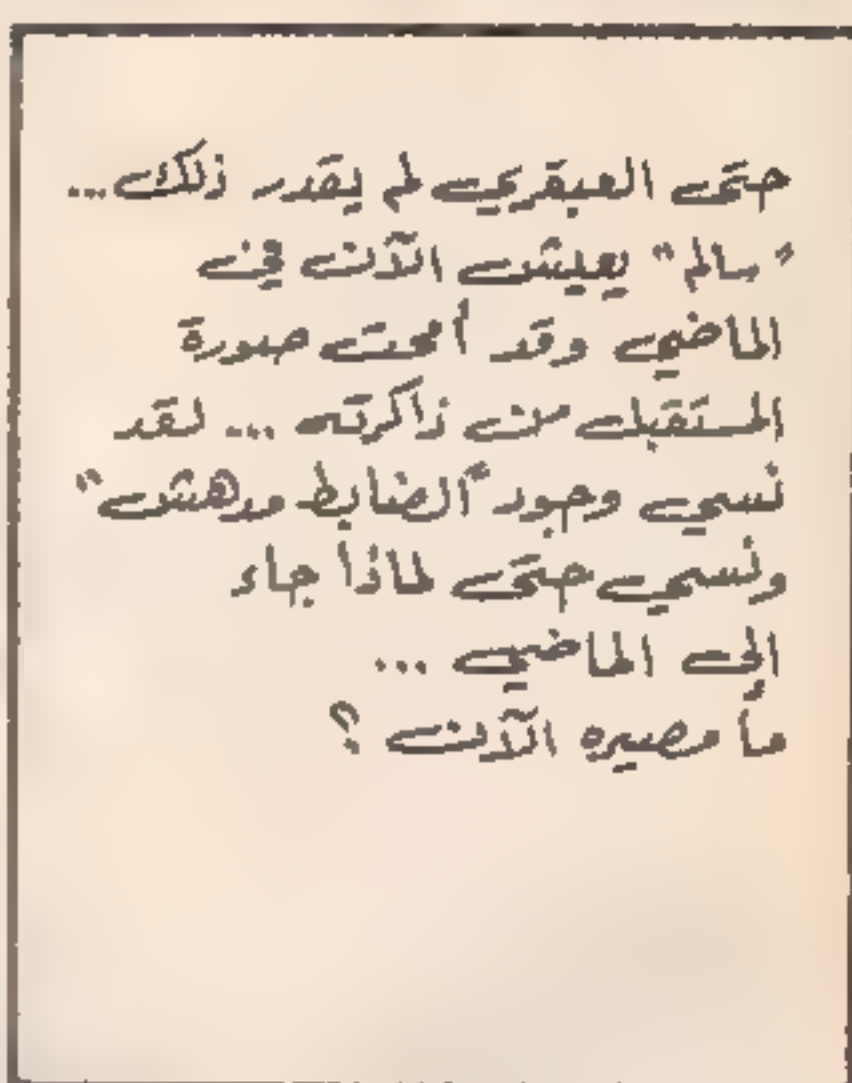 حتى العبقري لم يقدر ذلك...
"سالم" يعيش الآن في
الماضي وقد أمحت صورة
المستقبل من ذاكرته ... لقد
نسي وجود "الضابط مدهش"
ونسي حتى لماذا جاء
إلى الماضي ...
ما مصيره الآن ؟